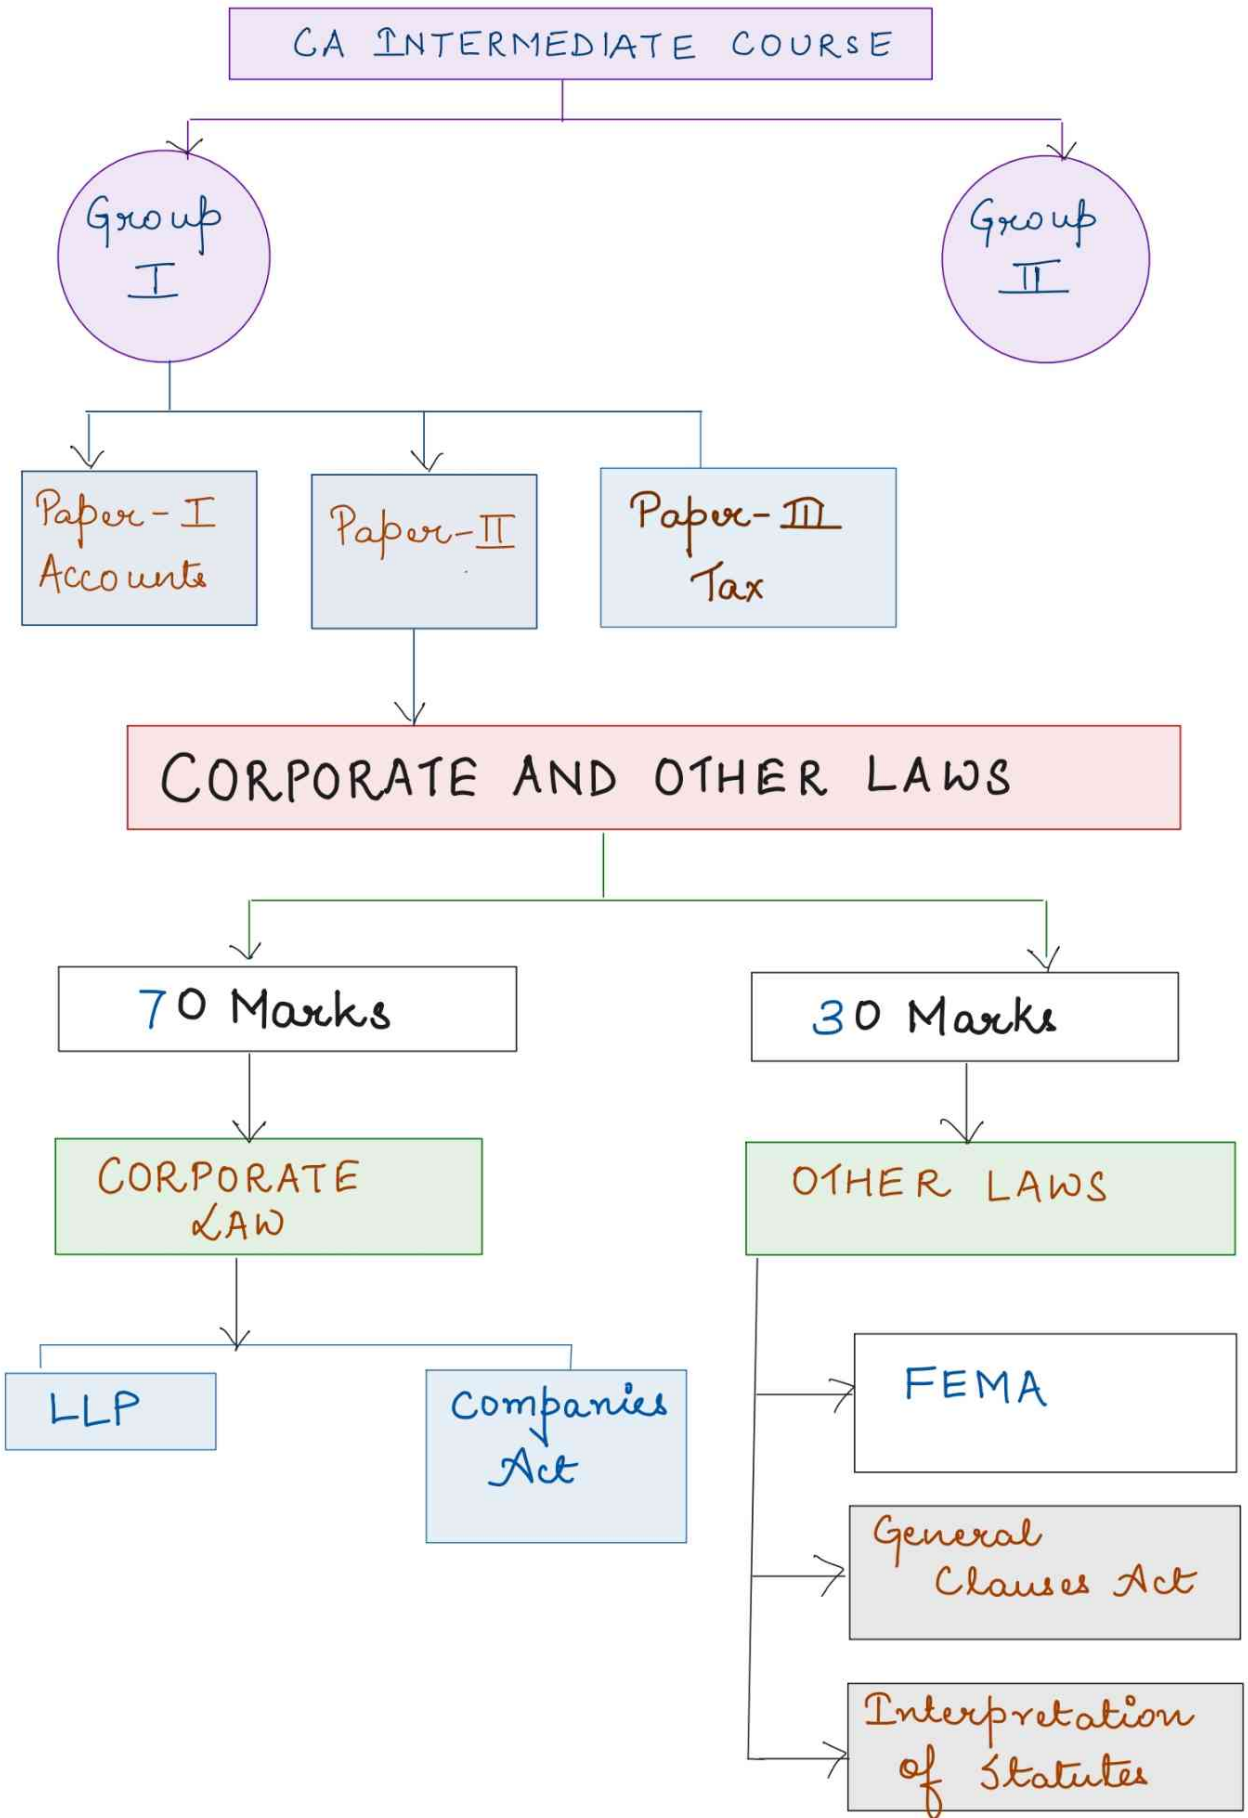 CA INTERMEDIATE COURSE
Group
I
Group
II
Paper-I
Accounts
Paper-II
Paper-III
Tax
CORPORATE AND OTHER LAWS
70 Marks
30 Marks
CORPORATE
LAW
OTHER LAWS
LLP
Companies
Act
FEMA
General
Clauses Act
Interpretation
of Statutes